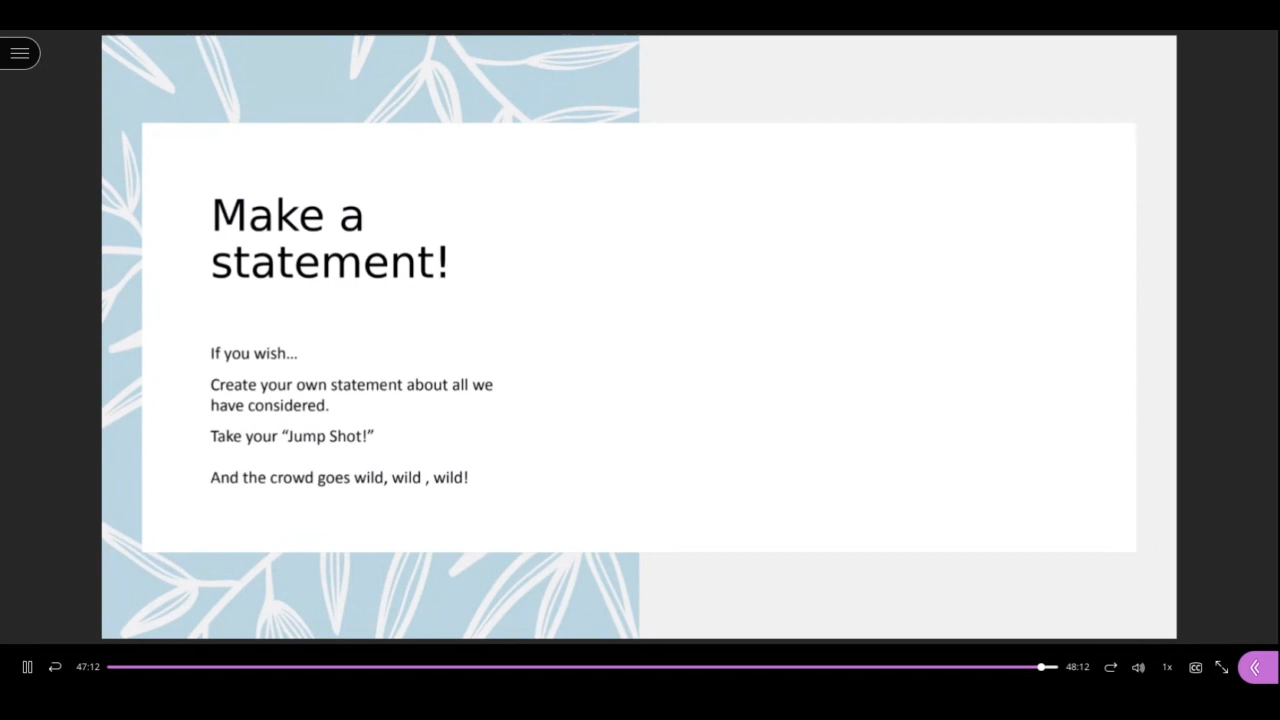 Make a
statement!
If you wish...
Create your own statement about all we
have considered.
Take your “Jump Shot!”
And the crowd goes wild, wild , wild!
47:12
48:12
1x
CC